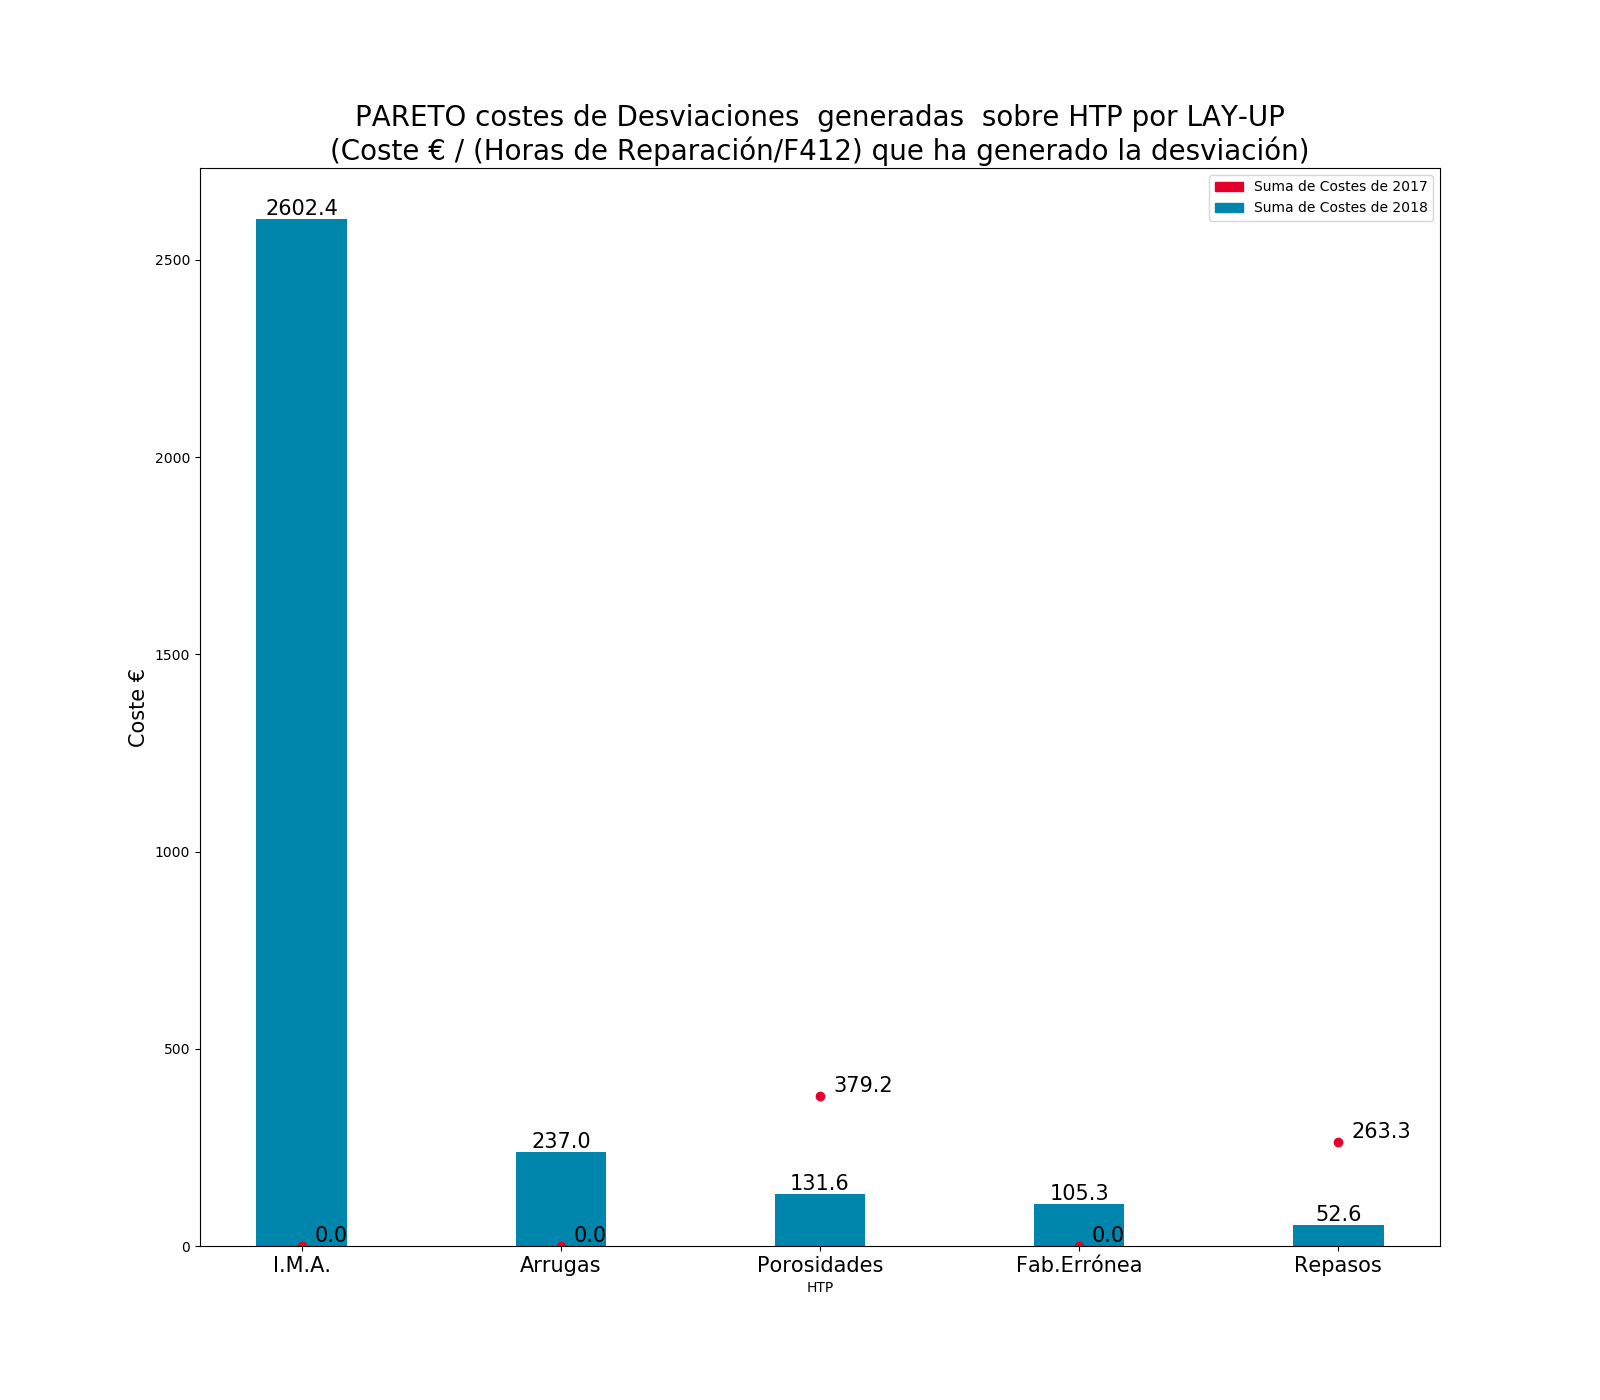 PARETO costes de Desviaciones  generadas  sobre HTP por LAY-UP
(Coste € / (Horas de Reparación/F412) que ha generado la desviación)
Suma de Costes de 2017
Suma de Costes de 2018
2602.4
2500
2000
1500
Coste €
1000
500
379.2
263.3
237.0
131.6
105.3
52.6
0.0
0.0
0.0
0
I.M.A.
Arrugas
Porosidades
Fab.Errónea
Repasos
HTP